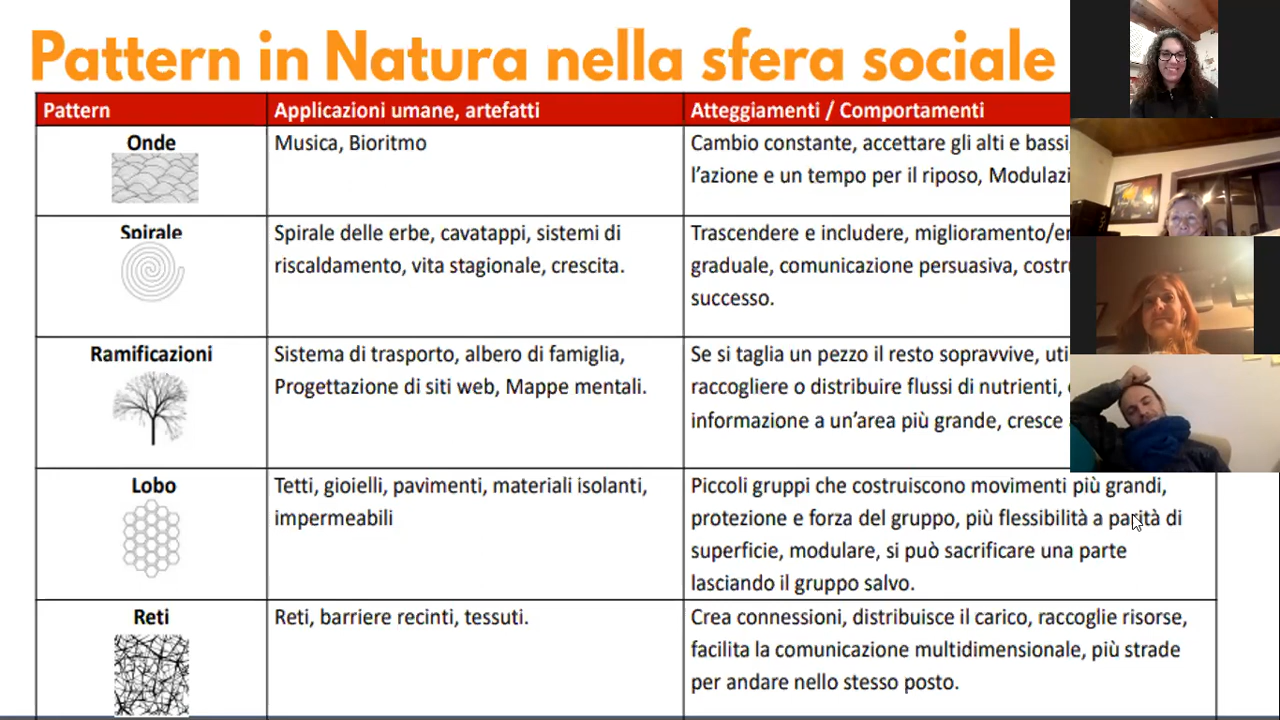 Pattern in Natura nella sfera sociale
Pattern
Applicazioni umane, artefatti
Atteggiamenti / Comportamenti
Onde
Musica, Bioritmo
Cambio constante, accettare gli alti e bassi
l'azione e un tempo per il riposo,
Spirale
Spirale delle erbe, cavatappi, sistemi di
riscaldamento, vita stagionale, crescita.
Trascendere e includere,
graduale, comunicazione persuasiva,
successo.
Ramificazioni
Sistema di trasporto, albero di famiglia,
Progettazione di siti web, Mappe mentali.
Se si taglia un pezzo il resto sopravvive,
raccogliere o distribuire flussi di nutrienti,
informazione a un'area più grande, cresce
Lobo
Tetti, gioielli, pavimenti, materiali isolanti,
impermeabili
Piccoli gruppi che costruiscono movimenti più grandi,
protezione e forza del gruppo, più flessibilità a parità di
superficie, modulare, si può sacrificare una parte
lasciando il gruppo salvo.
Reti
Reti, barriere recinti, tessuti.
Crea connessioni, distribuisce il carico, raccoglie risorse,
facilita la comunicazione multidimensionale, più strade
per andare nello stesso posto.